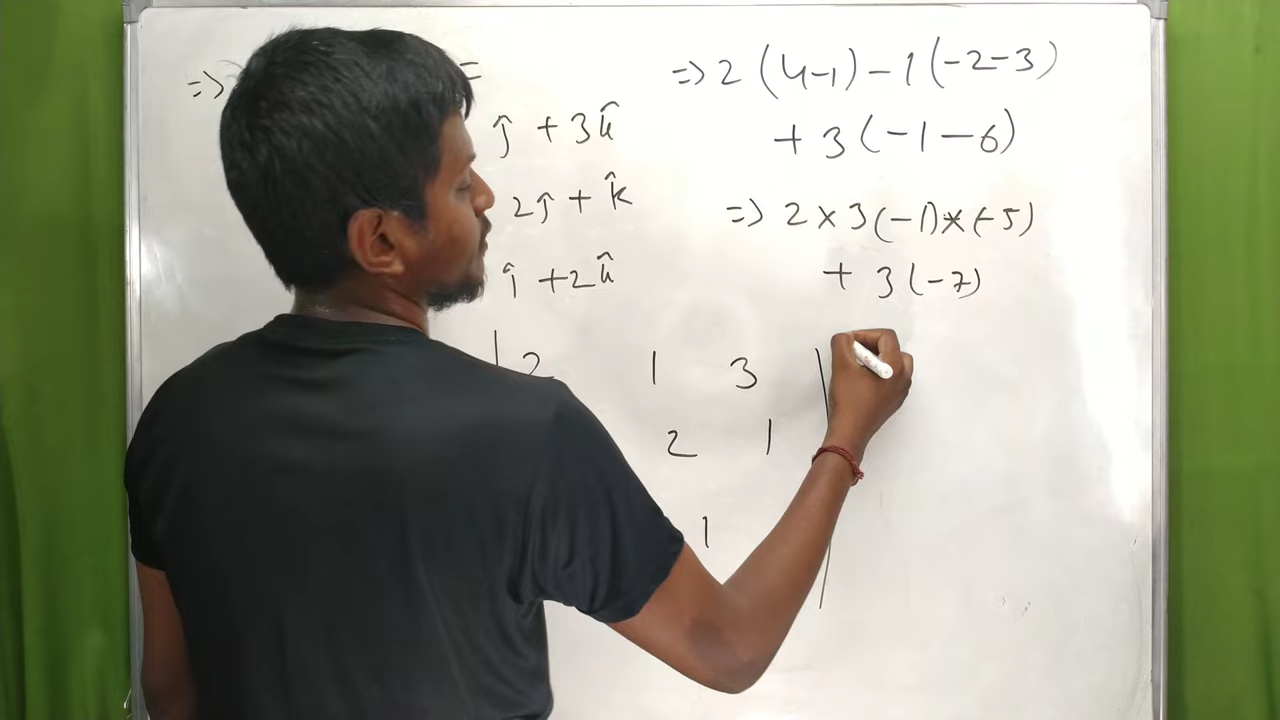 => =
ĵ + 3k̂
2ĵ + k̂
ĵ + 2k̂
| 2 1 3 |
2 1
1
=> 2 (4-1) - 1 (-2-3)
+ 3 (-1-6)
=> 2 × 3 (-1) × (-5)
+ 3 (-7)